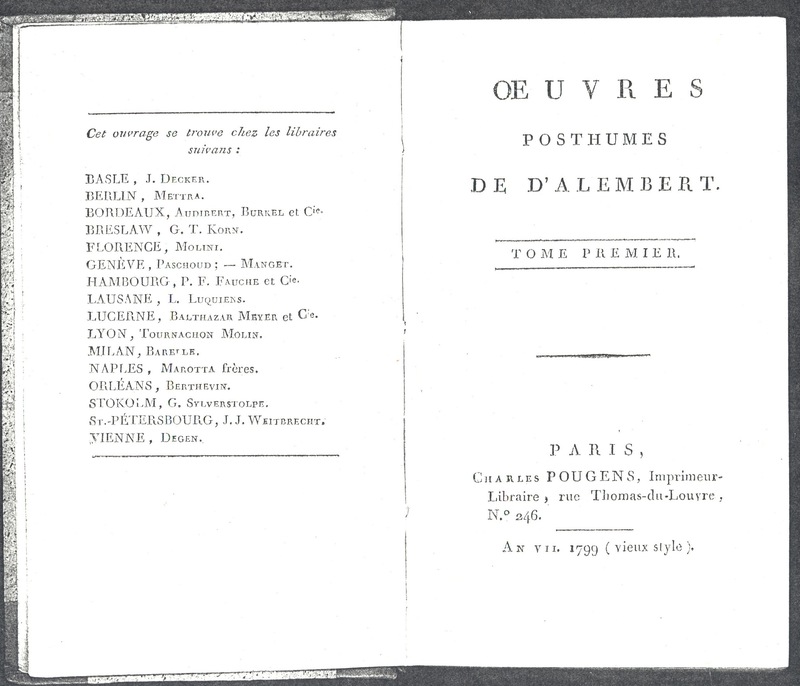 Cet ouvrage se trouve chez les libraires
suivans :
BASLE, J. DECKER.
BERLIN, METTRA.
BORDEAUX, AUDIBERT, BURKEL et Cie.
BRESLAW, G. T. KORN.
FLORENCE, MOLINI.
GENÈVE, PASCHOUD; — MANGET.
HAMBOURG, P. F. FAUCHE et Cie.
LAUSANE, L. LUQUIENS.
LUCERNE, BALTHAZAR MEYER et Cie.
LYON, TOURNACHON MOLIN.
MILAN, BARELLE.
NAPLES, MAROTTA frères.
ORLÉANS, BERTHEVIN.
STOKOLM, G. SYLVERSTOLPE.
ST.-PÉTERSBOURG, J. J. WEITBRECHT.
VIENNE, DEGEN.
ŒUVRES
POSTHUMES
DE D'ALEMBERT.
TOME PREMIER.
PARIS,
CHARLES POUGENS, Imprimeur-
Libraire, rue Thomas-du-Louvre,
N.º 246.
AN VII. 1799 (vieux style).